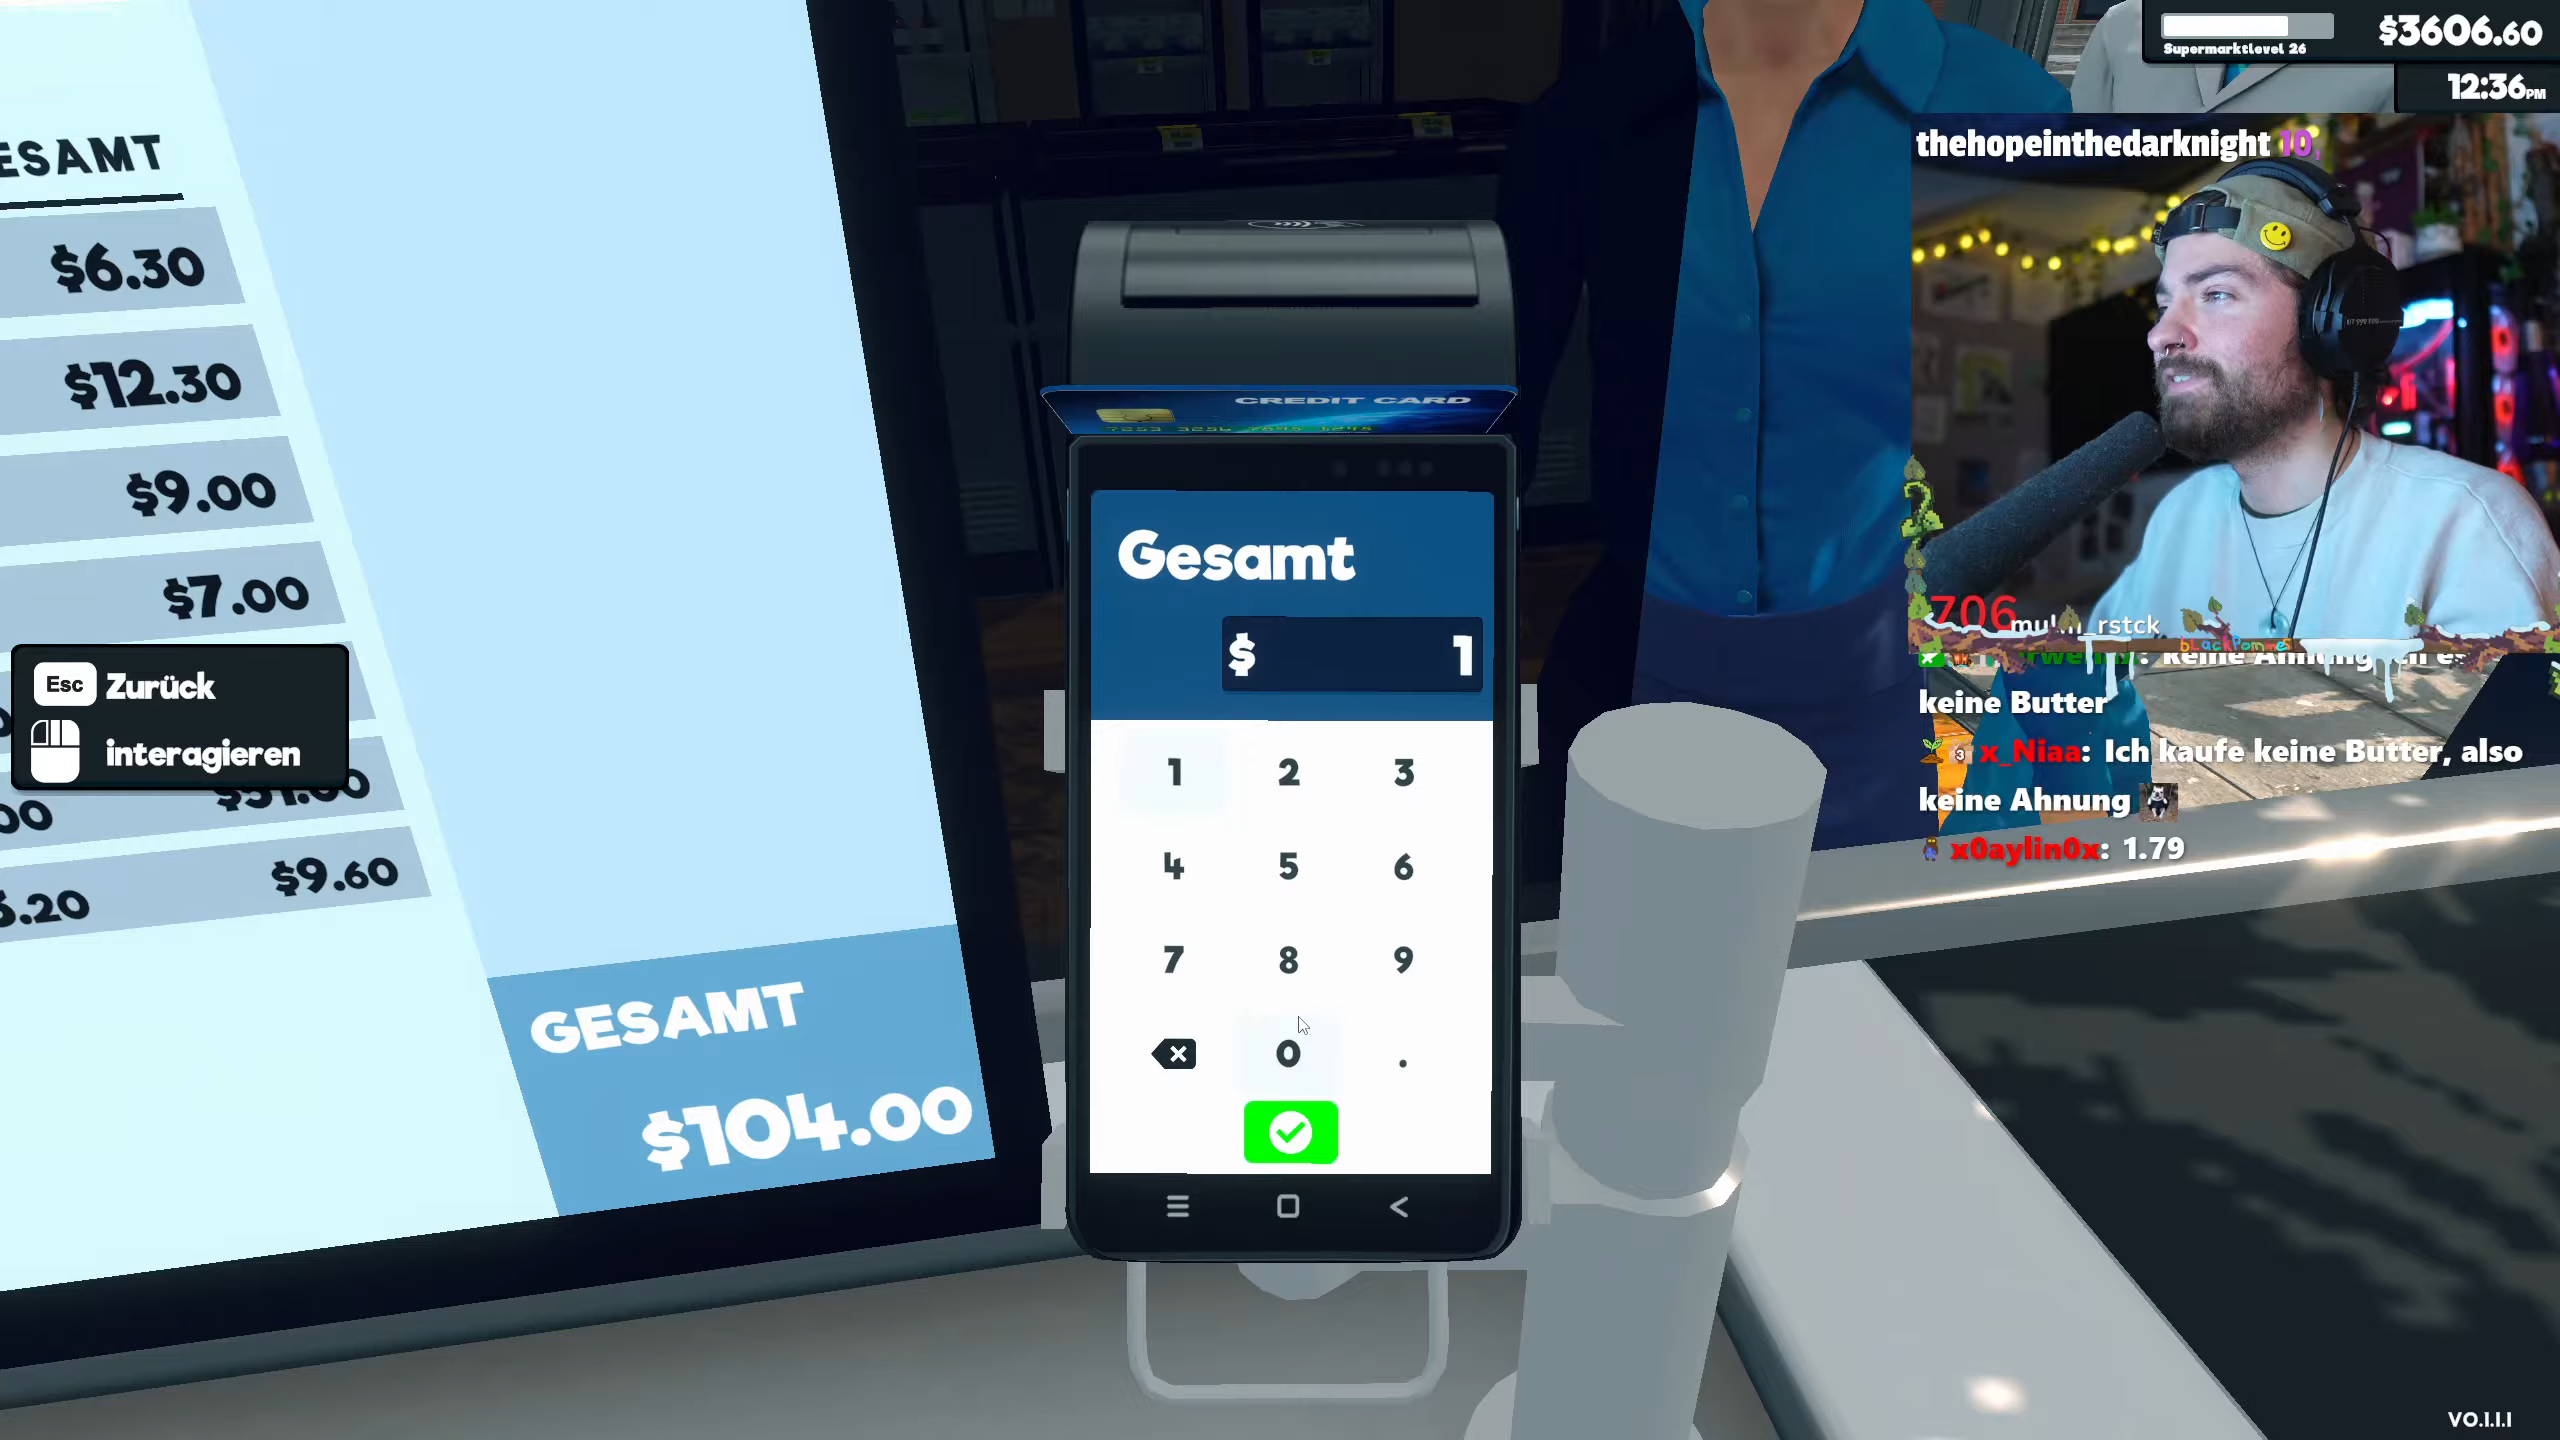 Supermarktlevel 26
$3606.60
12:36PM
ESAMT
$6.30
$12.30
$9.00
$7.00
Esc Zurück
interagieren
$9.60
GESAMT
$104.00
CREDIT CARD
Gesamt
$ 1
1 2 3
4 5 6
7 8 9
0 .
thehopeinthedarknight 10,
706
rstck
keine Butter
x_Niaa: Ich kaufe keine Butter, also
keine Ahnung
x0aylin0x: 1.79
V0.1.1.1